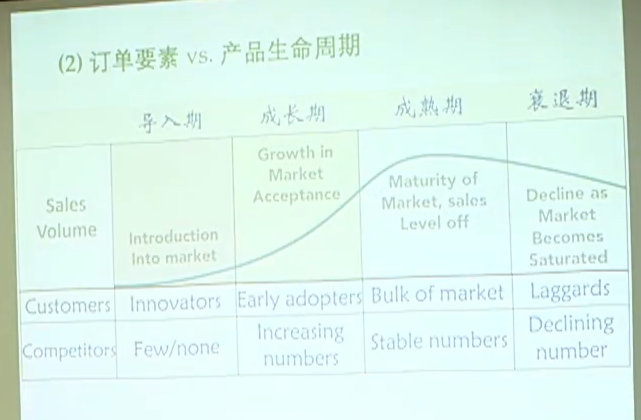 (2) 订单要素 vs. 产品生命周期
导入期 成长期 成熟期 衰退期
Sales
Volume
Introduction
Into market
Growth in
Market
Acceptance
Maturity of
Market, sales
Level off
Decline as
Market
Becomes
Saturated
Customers Innovators Early adopters Bulk of market Laggards
Competitors Few/none
Increasing
numbers
Stable numbers
Declining
number